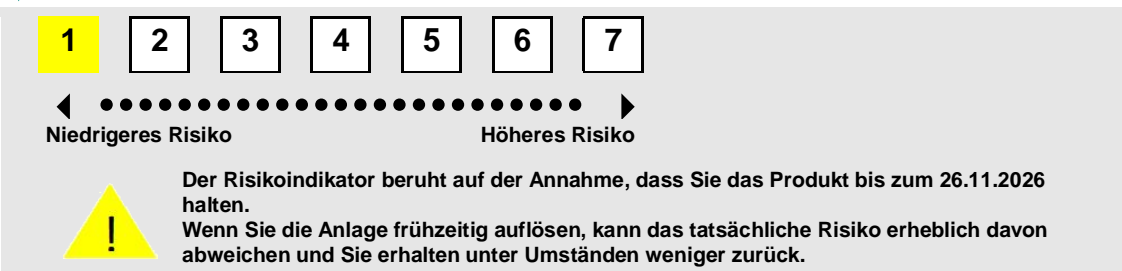 1 2 3 4 5 6 7
Niedrigeres Risiko Höheres Risiko
Der Risikoindikator beruht auf der Annahme, dass Sie das Produkt bis zum 26.11.2026
halten.
Wenn Sie die Anlage frühzeitig auflösen, kann das tatsächliche Risiko erheblich davon
abweichen und Sie erhalten unter Umständen weniger zurück.
!